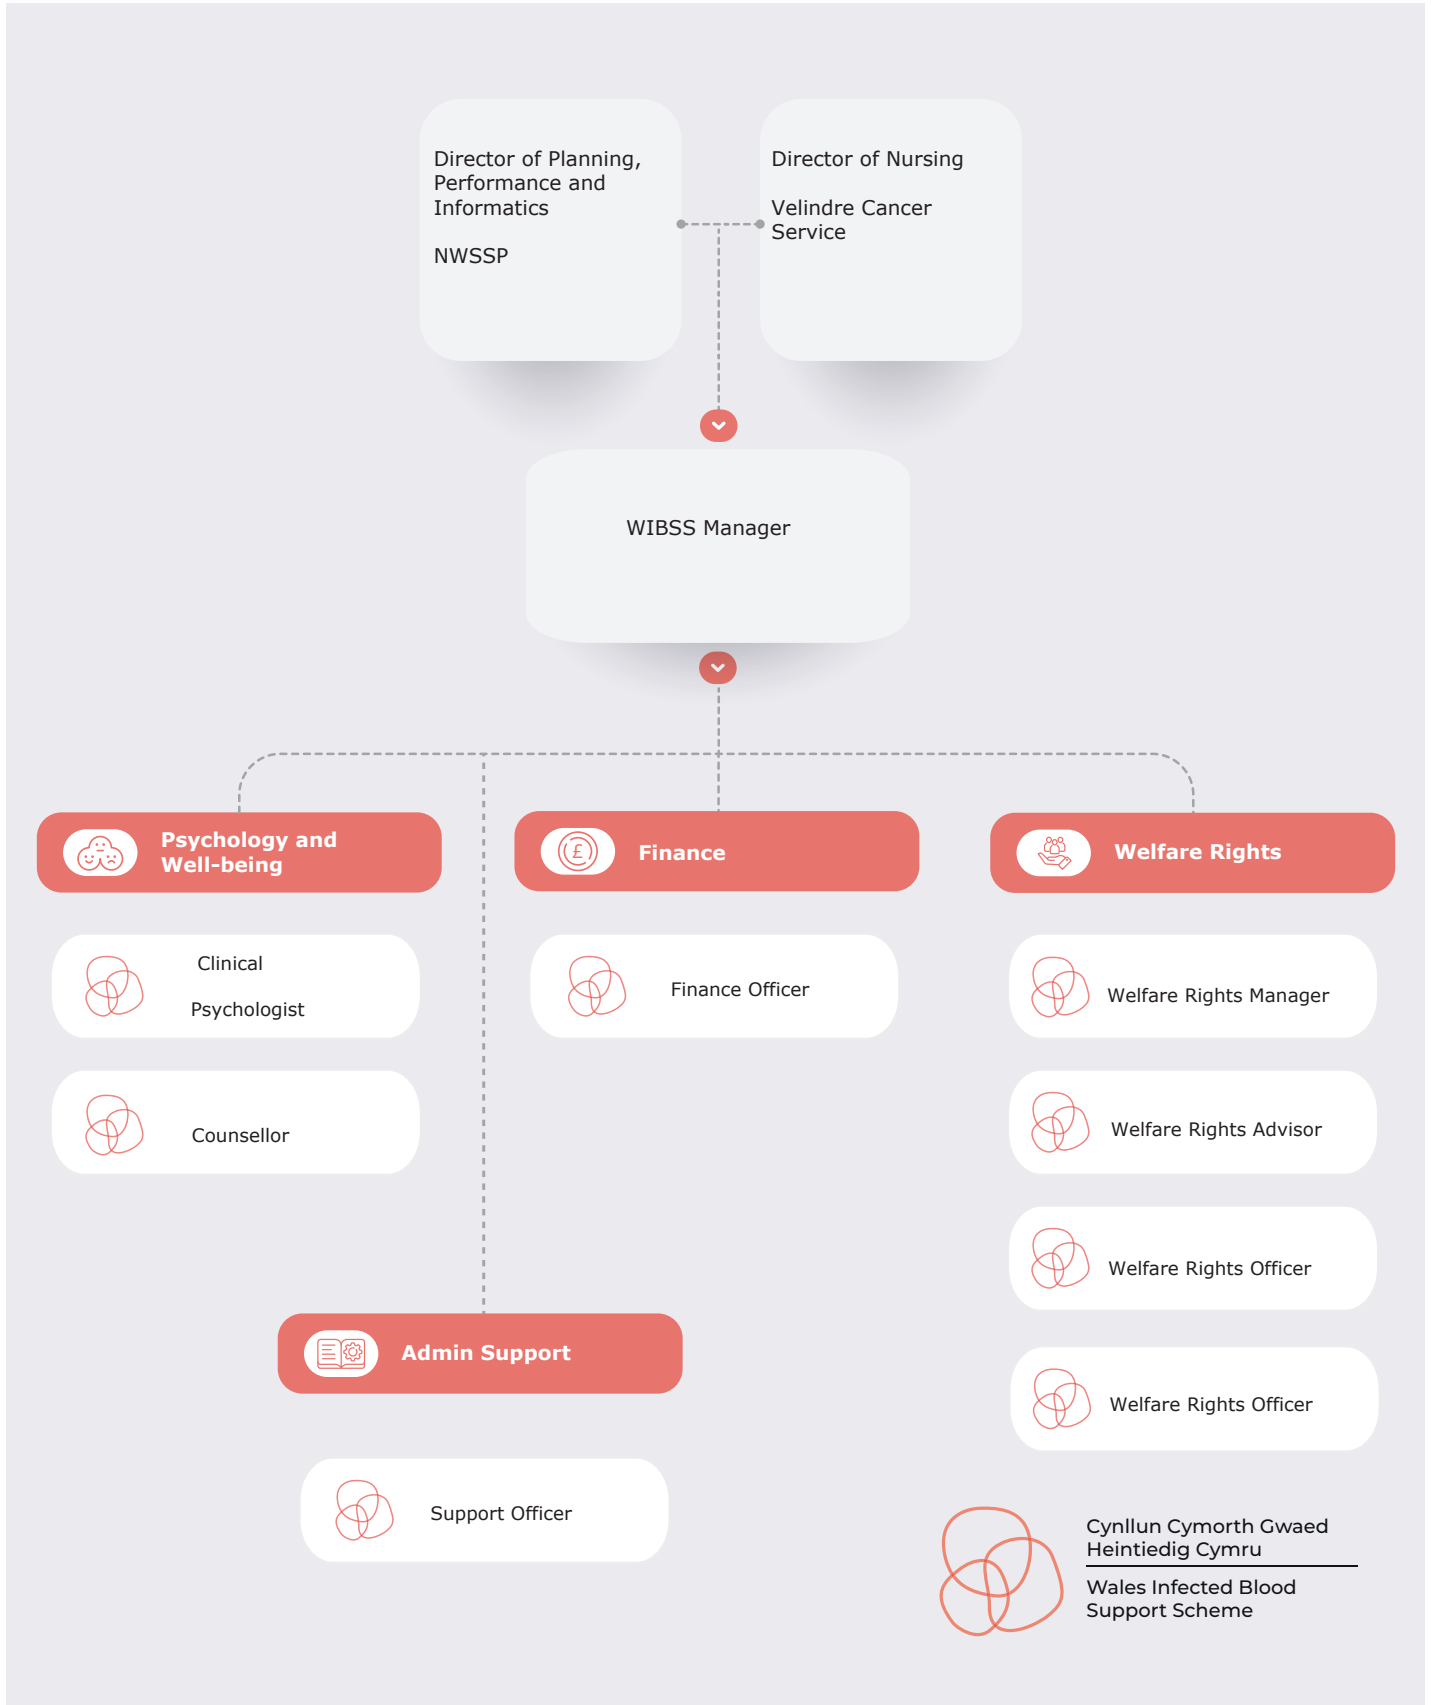 Director of Planning,
Performance and
Informatics
NWSSP
Director of Nursing
Velindre Cancer
Service
WIBSS Manager
Psychology and
Well-being
Clinical
Psychologist
Counsellor
Finance
£
Finance Officer
Welfare Rights
Welfare Rights Manager
Welfare Rights Advisor
Welfare Rights Officer
Welfare Rights Officer
Admin Support
Support Officer
Cynllun Cymorth Gwaed
Heintiedig Cymru
Wales Infected Blood
Support Scheme